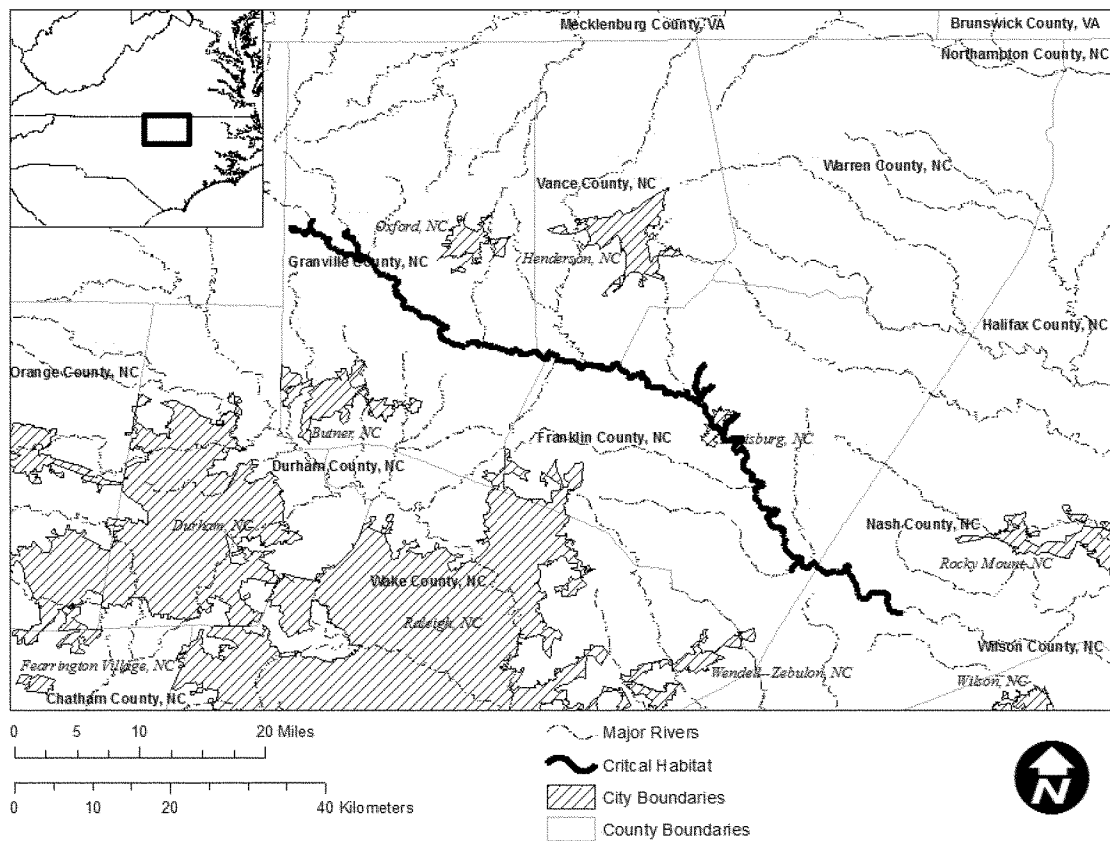 Mecklenburg County, VA
Brunswick County, VA
Northampton County, NC
Warren County, NC
Vance County, NC
Oxford, NC
Henderson, NC
Granville County, NC
Halifax County, NC
Orange County, NC
Butner, NC
Franklin County, NC
isburg, NC
Durham County, NC
Durham, NC
Nash County, NC
Rocky Mount, NC
Wake County, NC
Raleigh, NC
Wilson County, NC
Fearrington Village, NC
Wendell--Zebulon, NC
Wilson, NC
Chatham County, NC
0 5 10 20 Miles
0 10 20 40 Kilometers
Major Rivers
Critcal Habitat
City Boundaries
County Boundaries
N